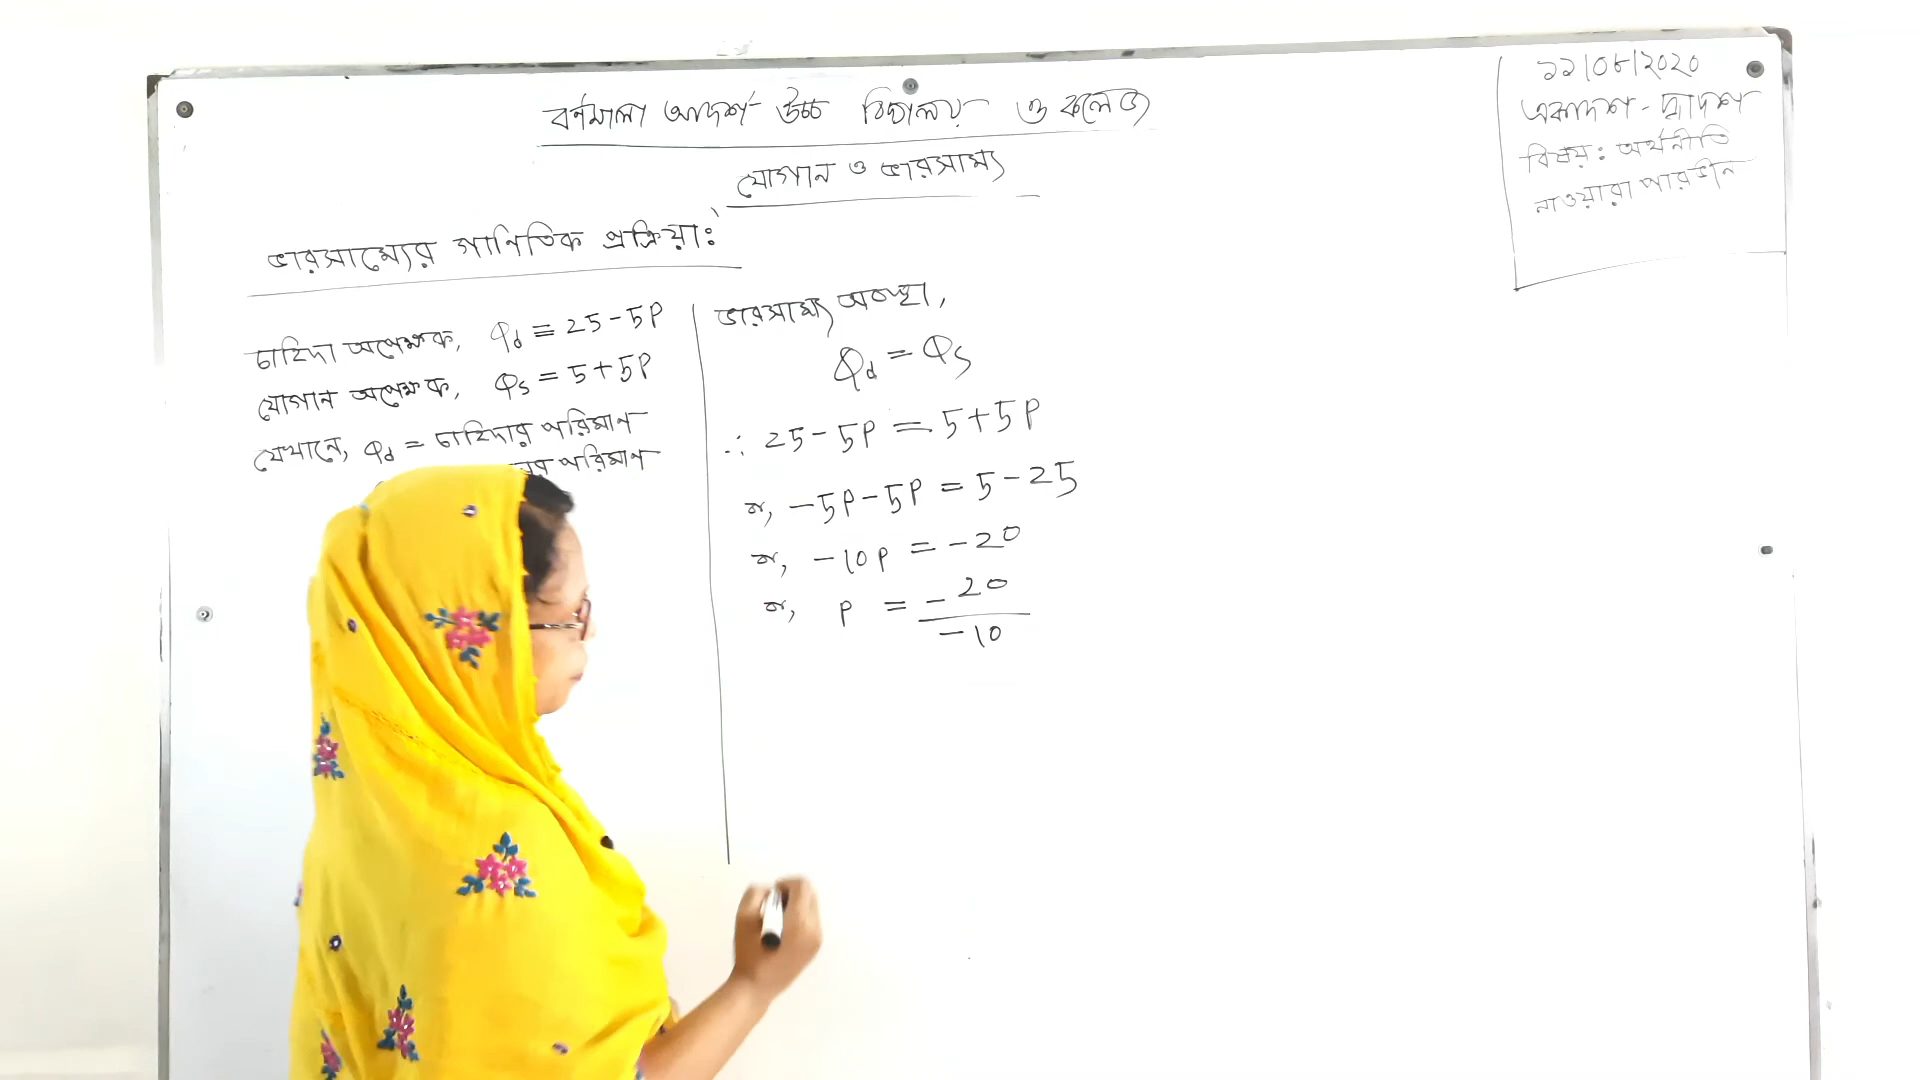 বর্ণমালা আদর্শ উচ্চ বিদ্যালয় ও কলেজ
যোগান ও ভারসাম্য
১১/০৮/২০২০
একাদশ - দ্বাদশ
বিষয়: অর্থনীতি
নাওয়ারা পারভীন
ভারসাম্যের গাণিতিক প্রক্রিয়া:
চাহিদা অপেক্ষক, Qd = 25 - 5P
যোগান অপেক্ষক, Qs = 5 + 5P
যেখানে, Qd = চাহিদার পরিমাণ
পরিমাণ
ভারসাম্য অবস্থা,
Qd = Qs
∴ 25 - 5P = 5 + 5P
বা, -5P - 5P = 5 - 25
বা, -10P = -20
বা, P = -20
-10